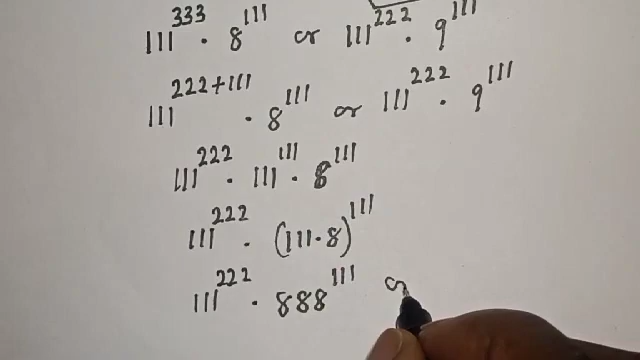 111^333 · 8^111 or 111^222 · 9^111
111^222+111 · 8^111 or 111^222 · 9^111
111^222 · 111^111 · 8^111
111^222 · (111·8)^111
111^222 · 888^111